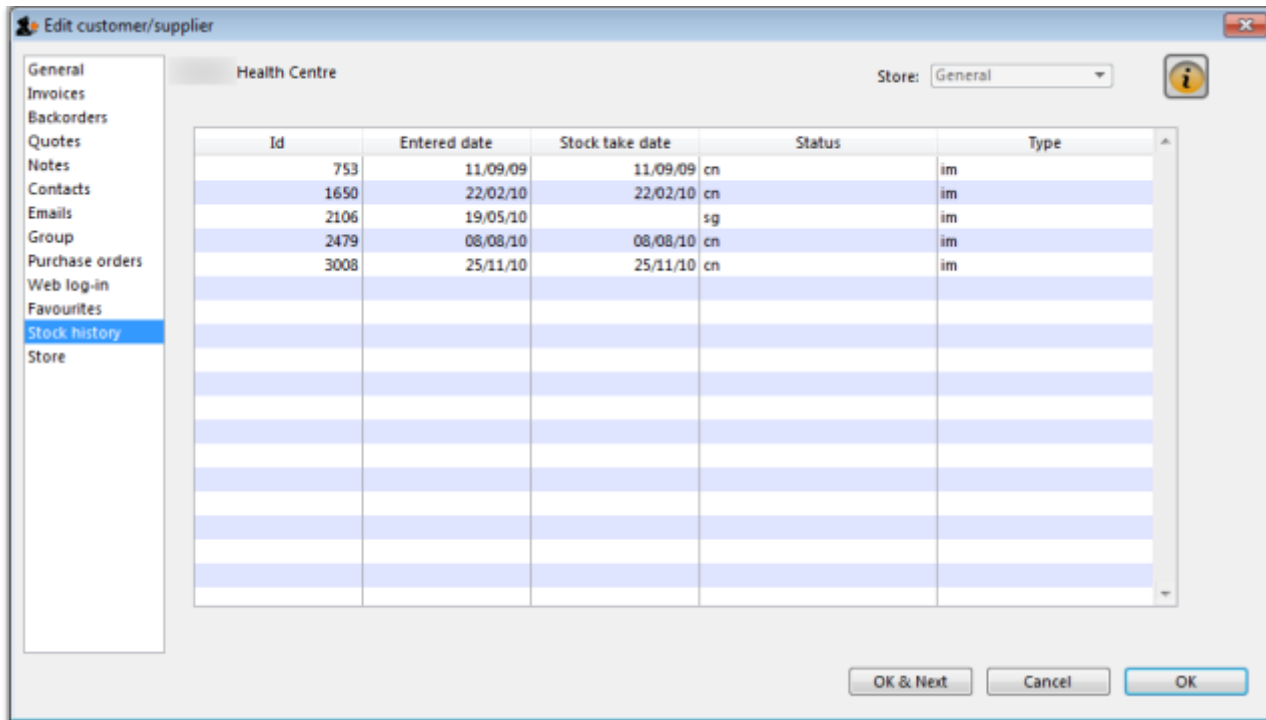 Edit customer/supplier
General
Invoices
Backorders
Quotes
Notes
Contacts
Emails
Group
Purchase orders
Web log-in
Favourites
Stock history
Store
Health Centre
Store: General
Id Entered date Stock take date Status Type
753 11/09/09 11/09/09 cn im
1650 22/02/10 22/02/10 cn im
2106 19/05/10 sg im
2479 08/08/10 08/08/10 cn im
3008 25/11/10 25/11/10 cn im
OK & Next Cancel OK